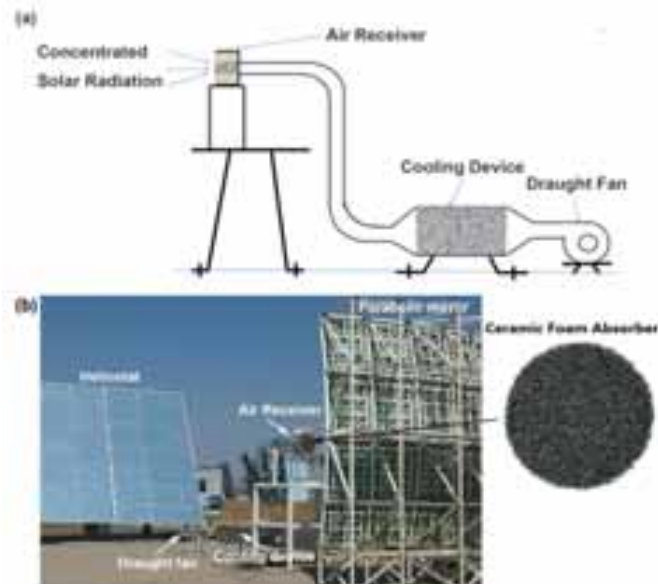 (a)
Air Receiver
Concentrated
Solar Radiation
Cooling Device
Draught Fan
(b)
Parabolic mirror
Ceramic Foam Absorber
Heliostat
Air Receiver
Draught fan
Cooling device